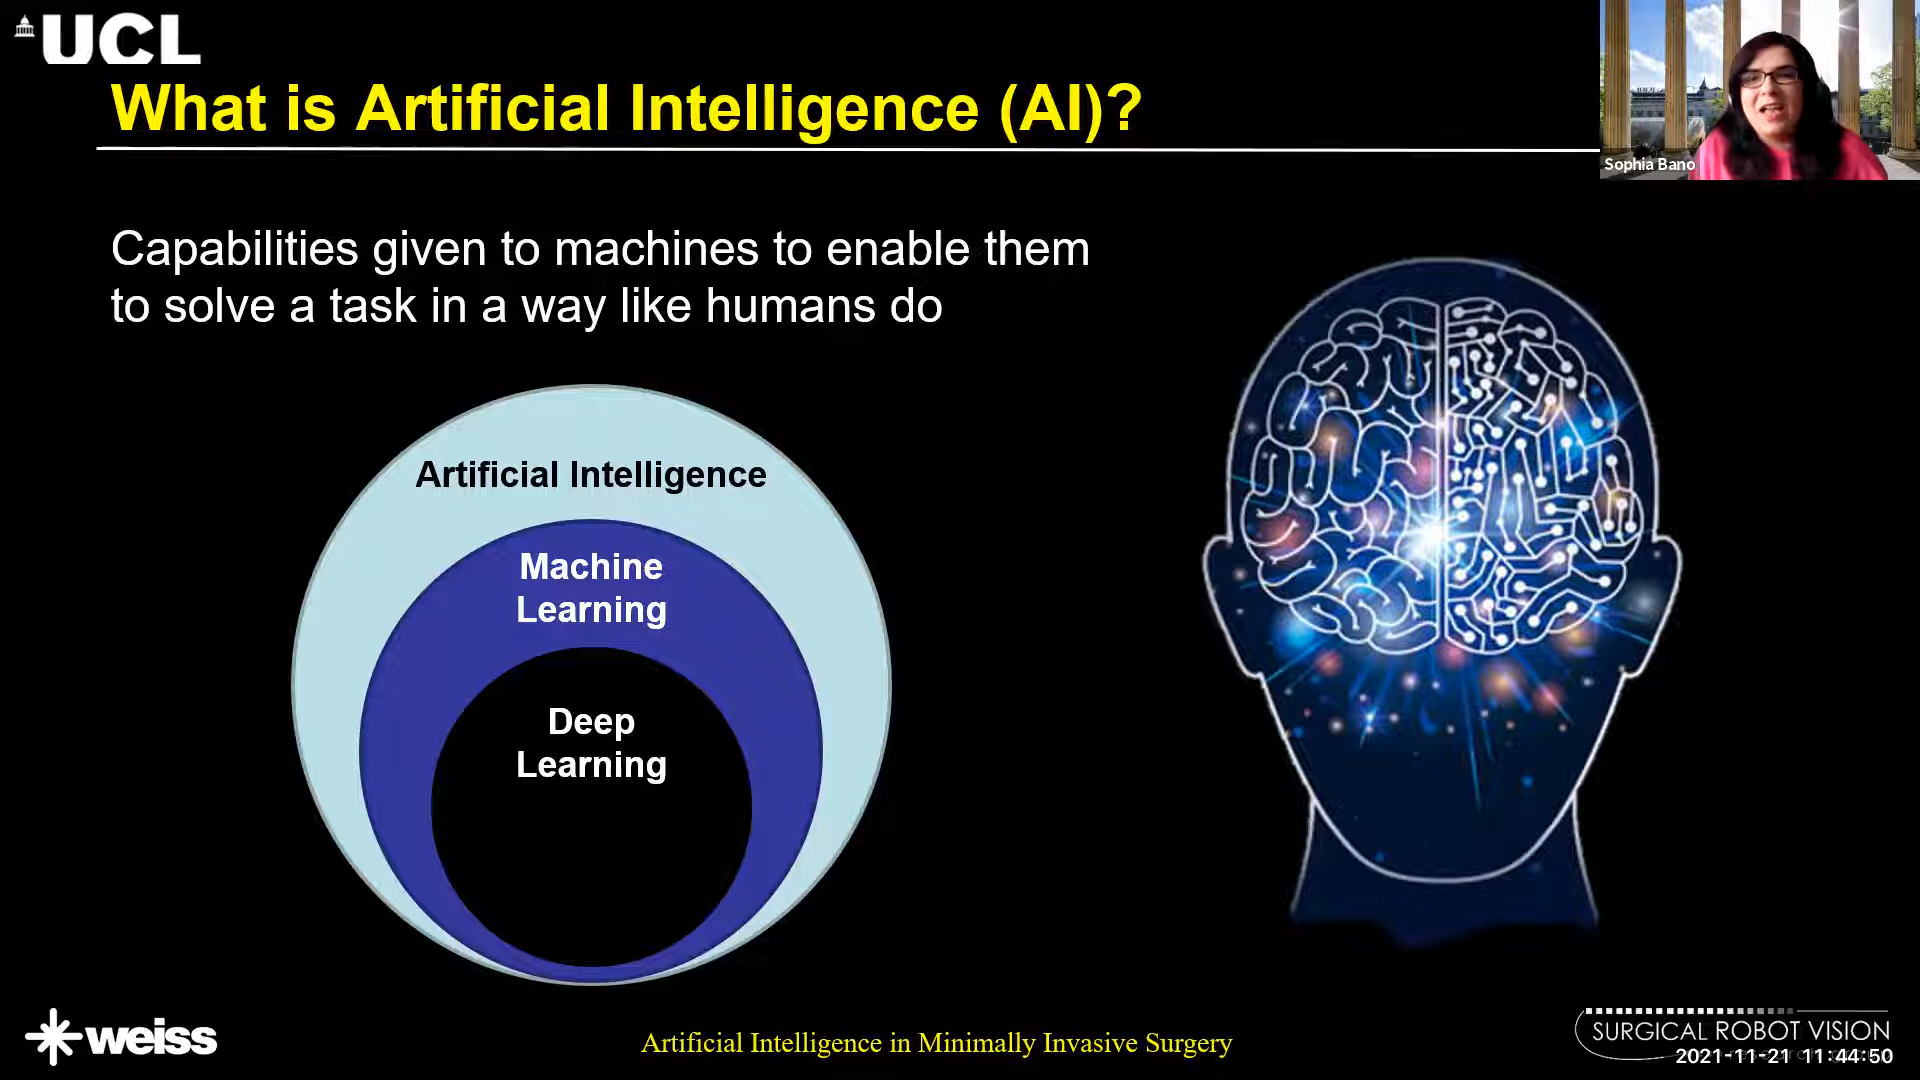 UCL
What is Artificial Intelligence (AI)?
Sophia Bano
Capabilities given to machines to enable them
to solve a task in a way like humans do
Artificial Intelligence
Machine
Learning
Deep
Learning
weiss
Artificial Intelligence in Minimally Invasive Surgery
SURGICAL ROBOT VISION
2021-11-21 11:44:50